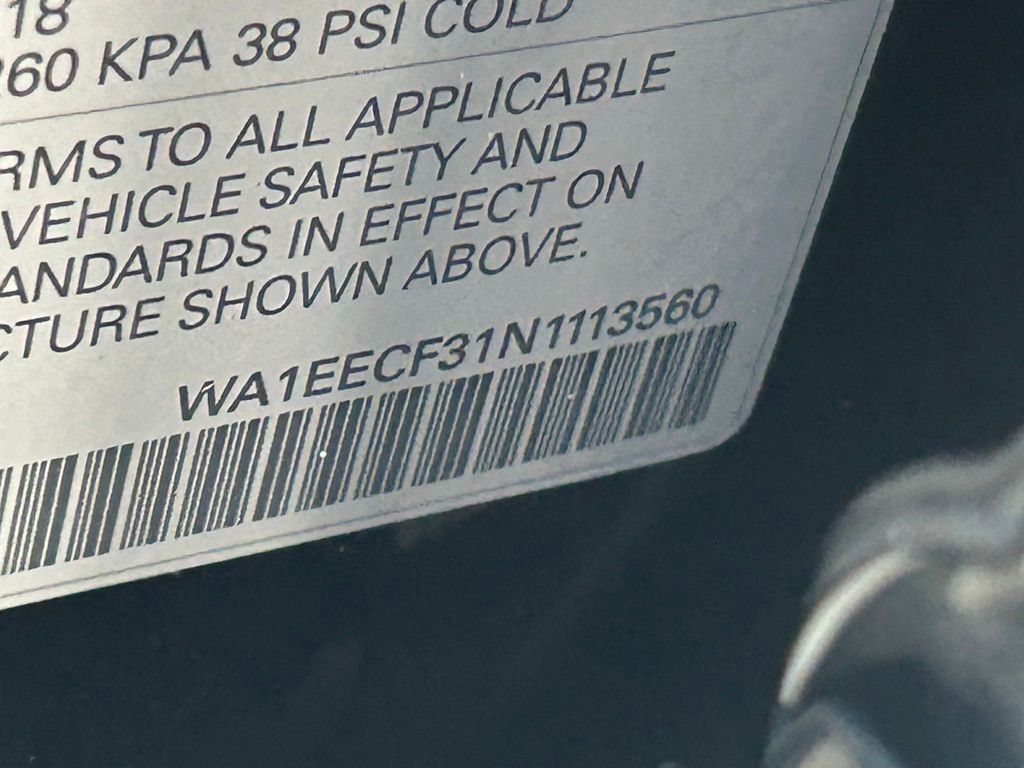 18
260 KPA 38 PSI COLD
RMS TO ALL APPLICABLE
VEHICLE SAFETY AND
ANDARDS IN EFFECT ON
CTURE SHOWN ABOVE.
WA1EECF31N1113560